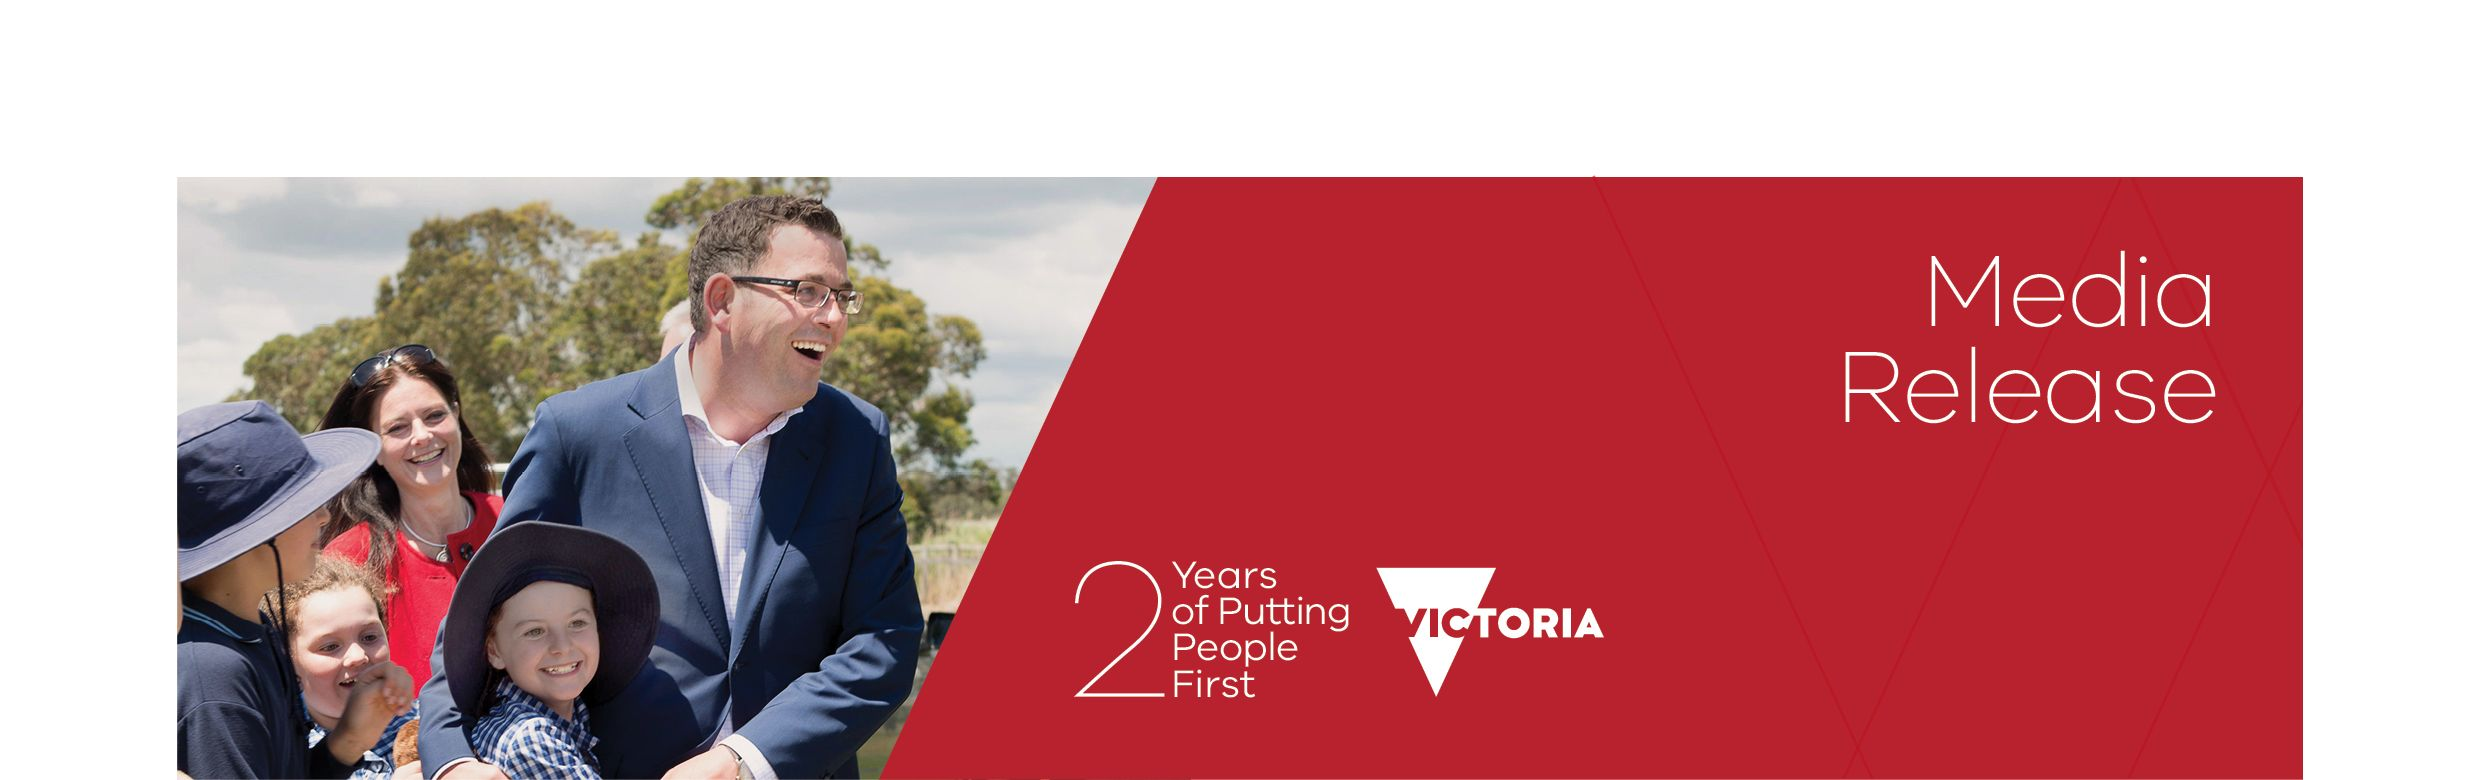 Media
Release
2 Years
of Putting
People
First
VICTORIA